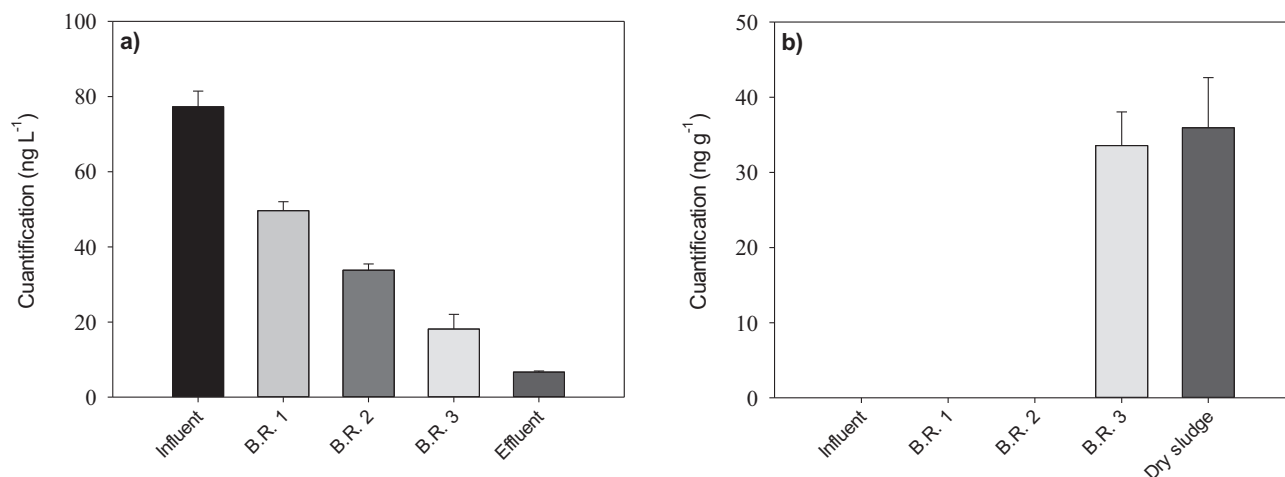 a)
Cuantification (ng L⁻¹)
100
80
60
40
20
0
Influent
B.R. 1
B.R. 2
B.R. 3
Effluent
b)
Cuantification (ng g⁻¹)
50
40
30
20
10
0
Influent
B.R. 1
B.R. 2
B.R. 3
Dry sludge